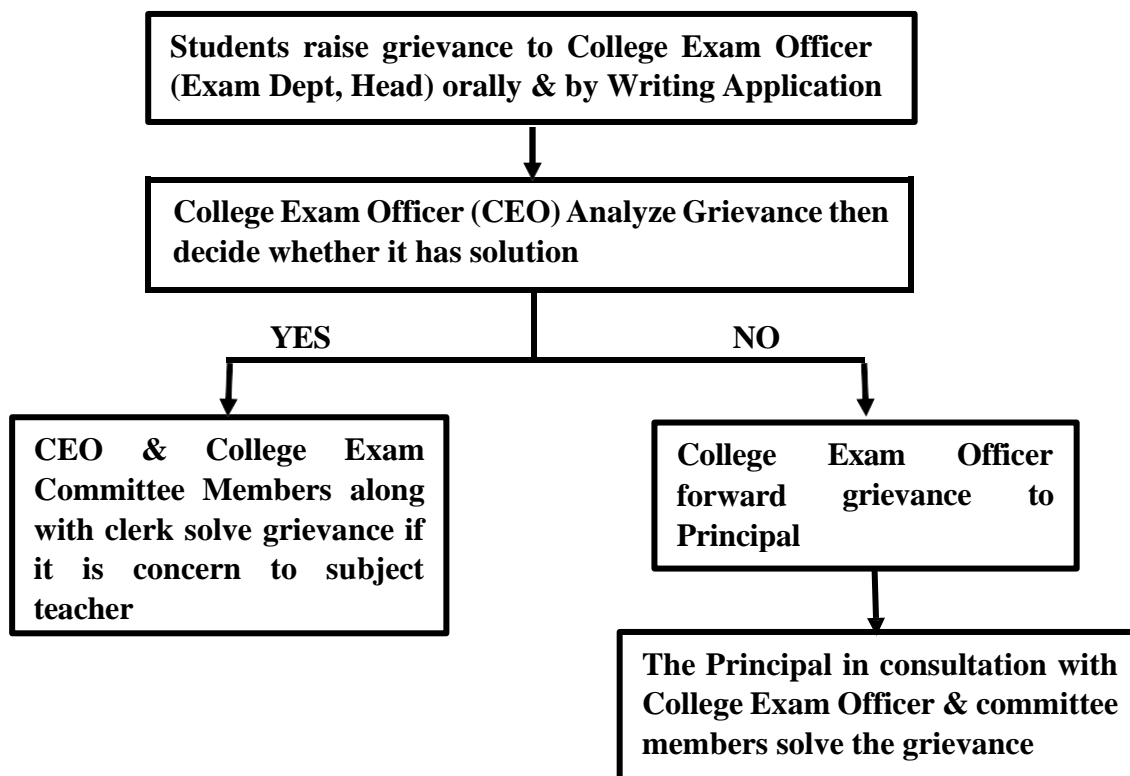 Students raise grievance to College Exam Officer
(Exam Dept, Head) orally & by Writing Application
College Exam Officer (CEO) Analyze Grievance then
decide whether it has solution
YES
NO
CEO & College Exam
Committee Members along
with clerk solve grievance if
it is concern to subject
teacher
College Exam Officer
forward grievance to
Principal
The Principal in consultation with
College Exam Officer & committee
members solve the grievance